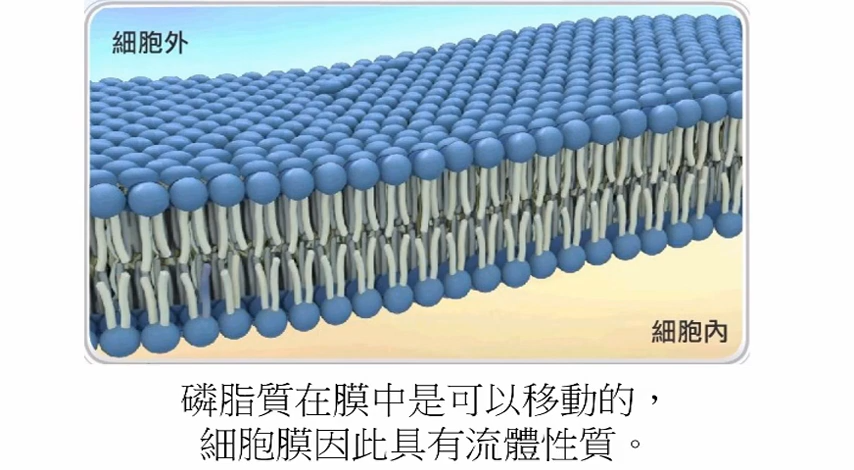 細胞外
細胞內
磷脂質在膜中是可以移動的，
細胞膜因此具有流體性質。